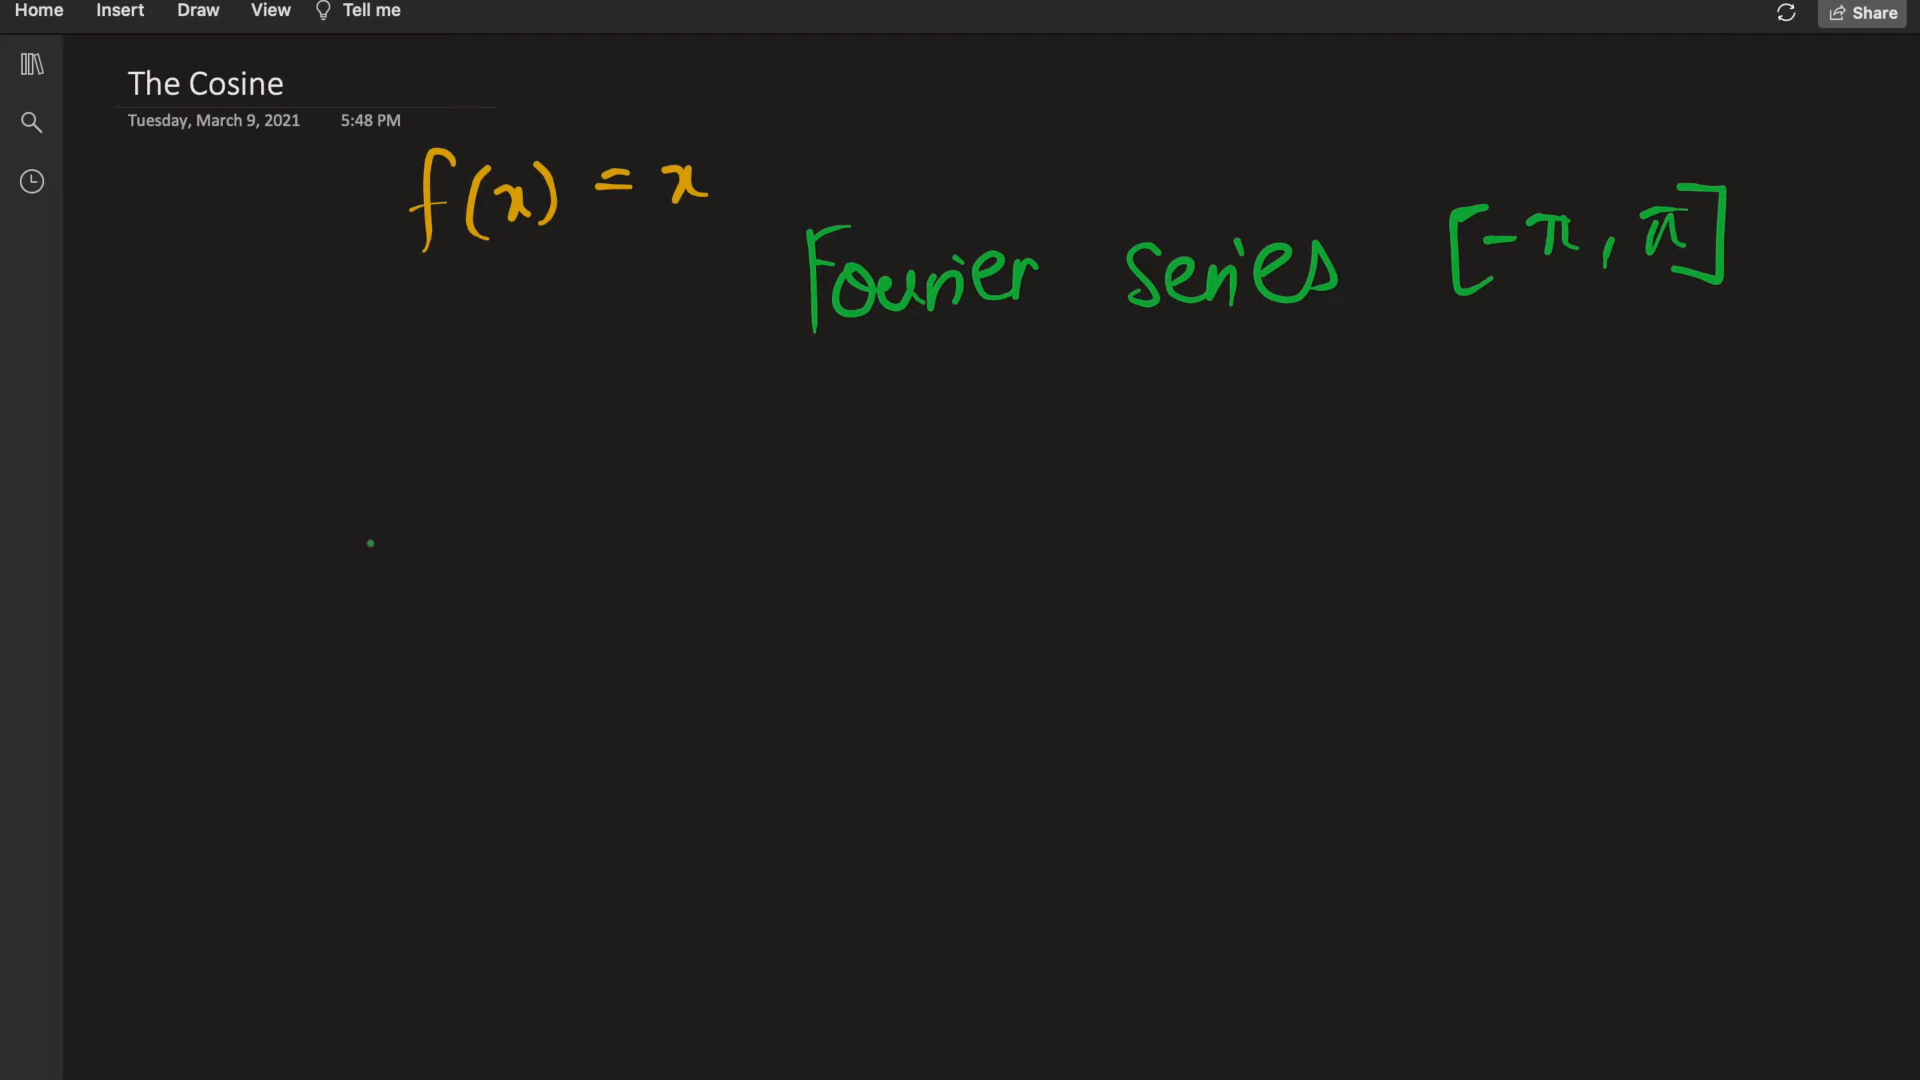 Home Insert Draw View Tell me Share
The Cosine
Tuesday, March 9, 2021 5:48 PM
f(x) = x
Fourier series [-π, π]